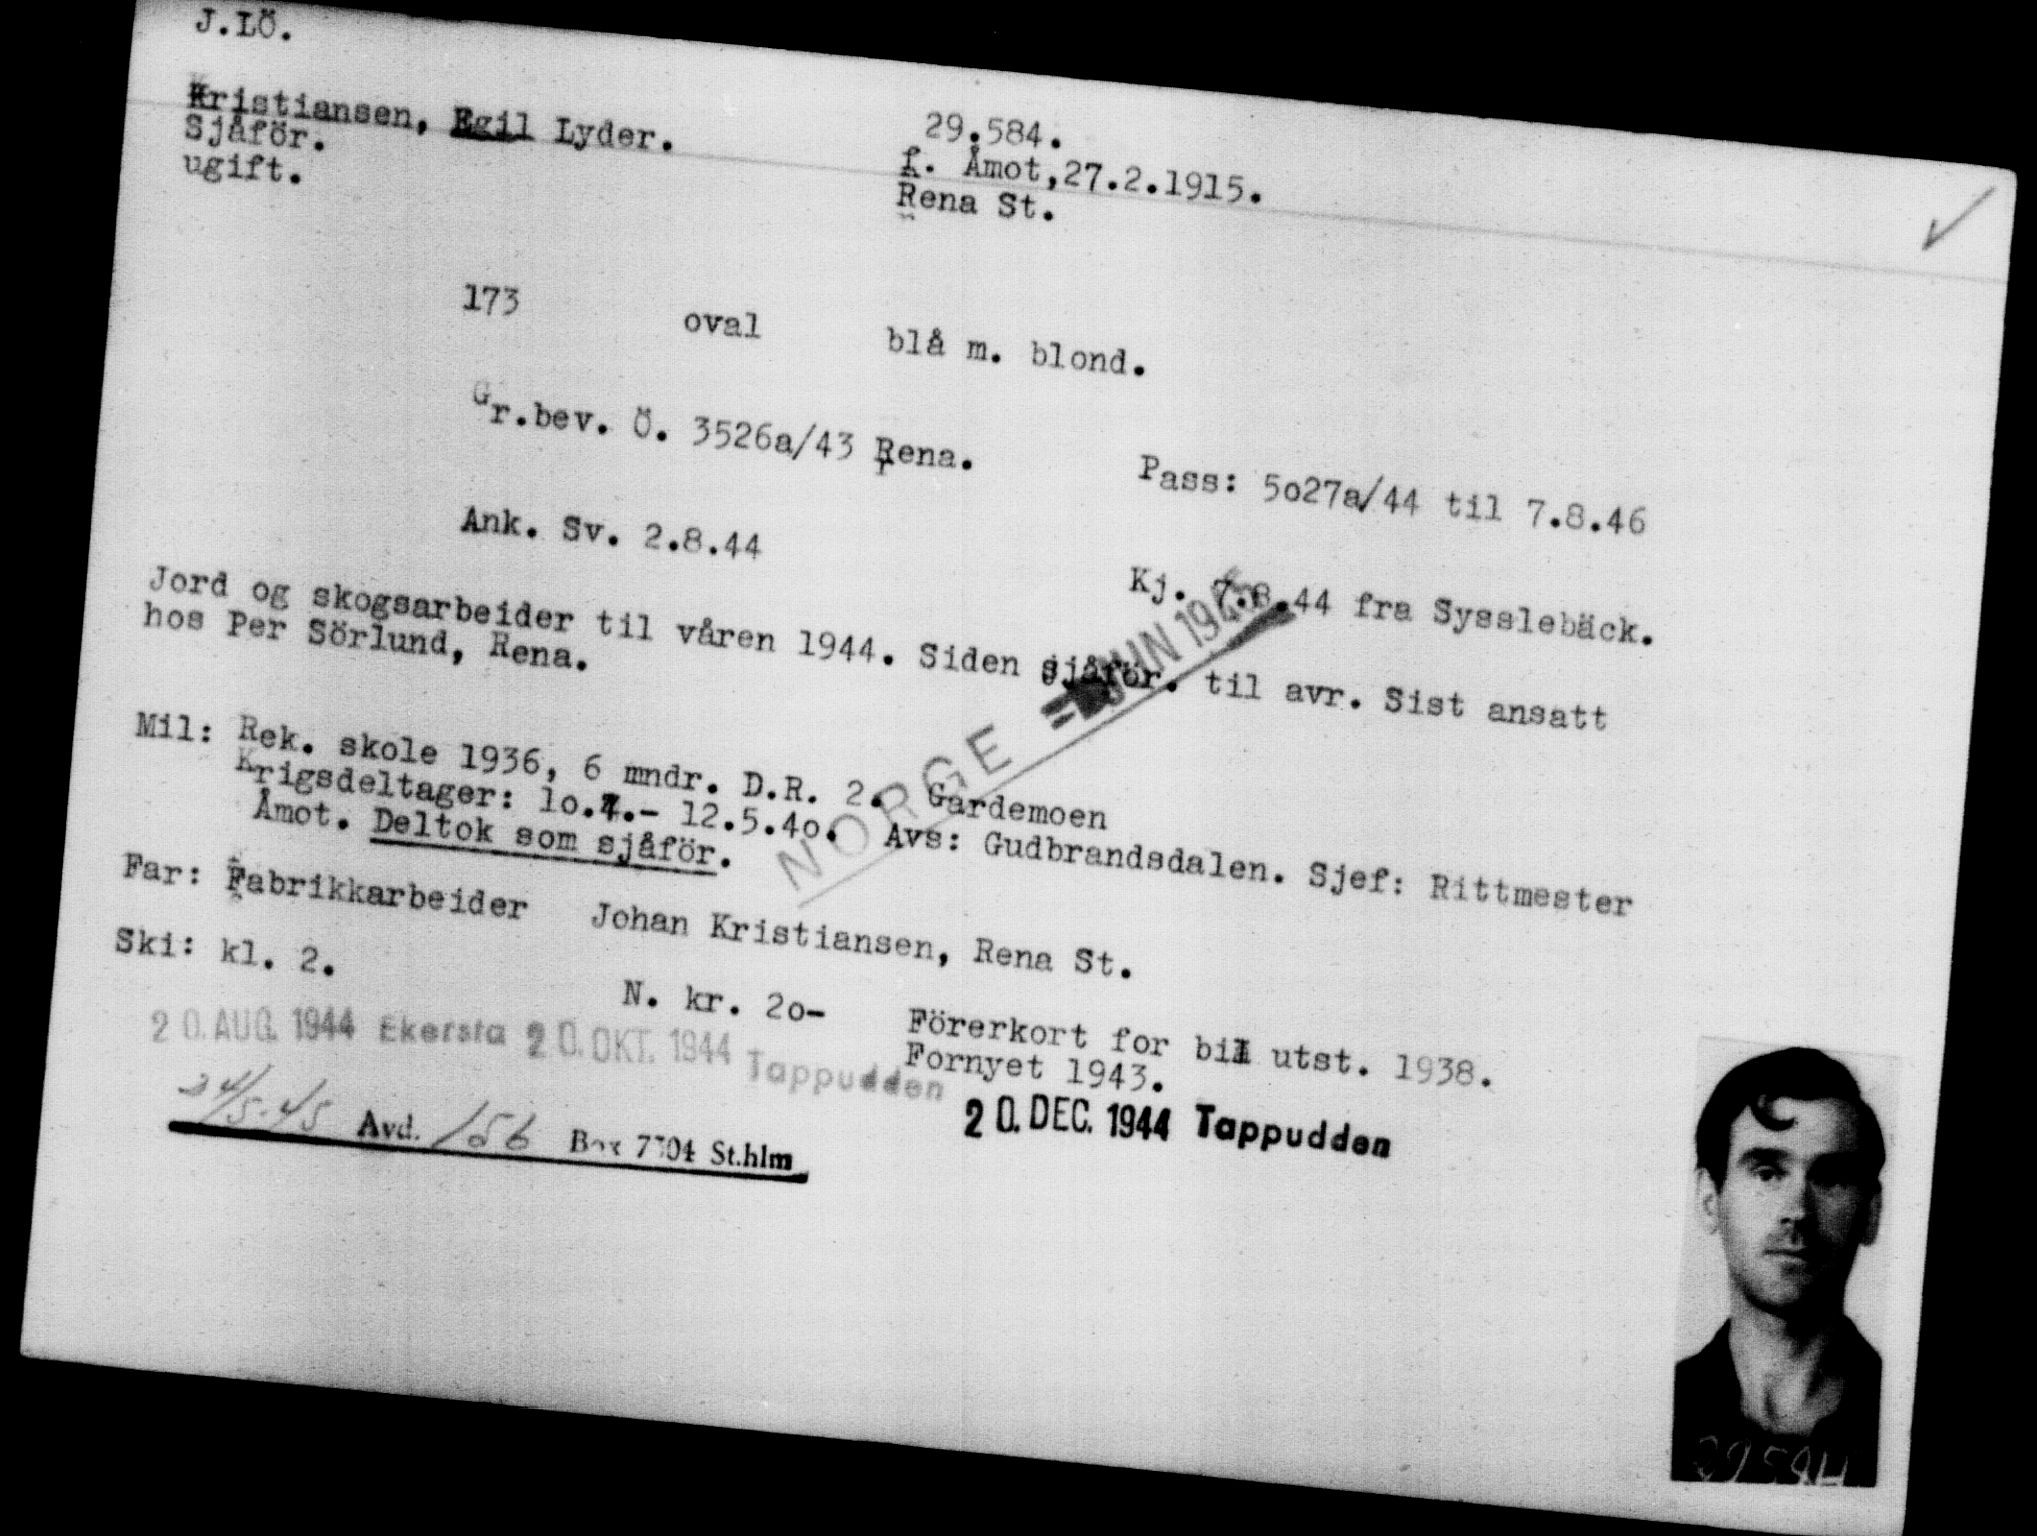 J.LÖ.
Kristiansen, Egil Lyder.
29.584.
Sjåför.
f. Åmot,27.2.1915.
ugift.
Rena St.
173 oval blå m. blond.
Gr.bev. Ö. 3526a/43 Rena.
Pass: 5o27a/44 til 7.8.46
Ank. Sv. 2.8.44
Kj. 7.8.44 fra Sysslebäck.
Jord og skogsarbeider til våren 1944. Siden sjåför. til avr. Sist ansatt
hos Per Sörlund, Rena.
NORGE JUN 1945
Mil: Rek. skole 1936, 6 mndr. D.R. 2. Gardemoen
Krigsdeltager: 1o.4.- 12.5.4o. Avs: Gudbrandsdalen. Sjef: Rittmester
Åmot. Deltok som sjåför.
Far: Fabrikkarbeider Johan Kristiansen, Rena St.
Ski: kl. 2.
N. kr. 2o-
Förerkort for bil utst. 1938.
Fornyet 1943.
20. AUG. 1944 Ekersta 20. OKT. 1944 Tappudden
20. DEC. 1944 Tappudden
24/5-45 Avd. 156 Box 7304 St.hlm
29584